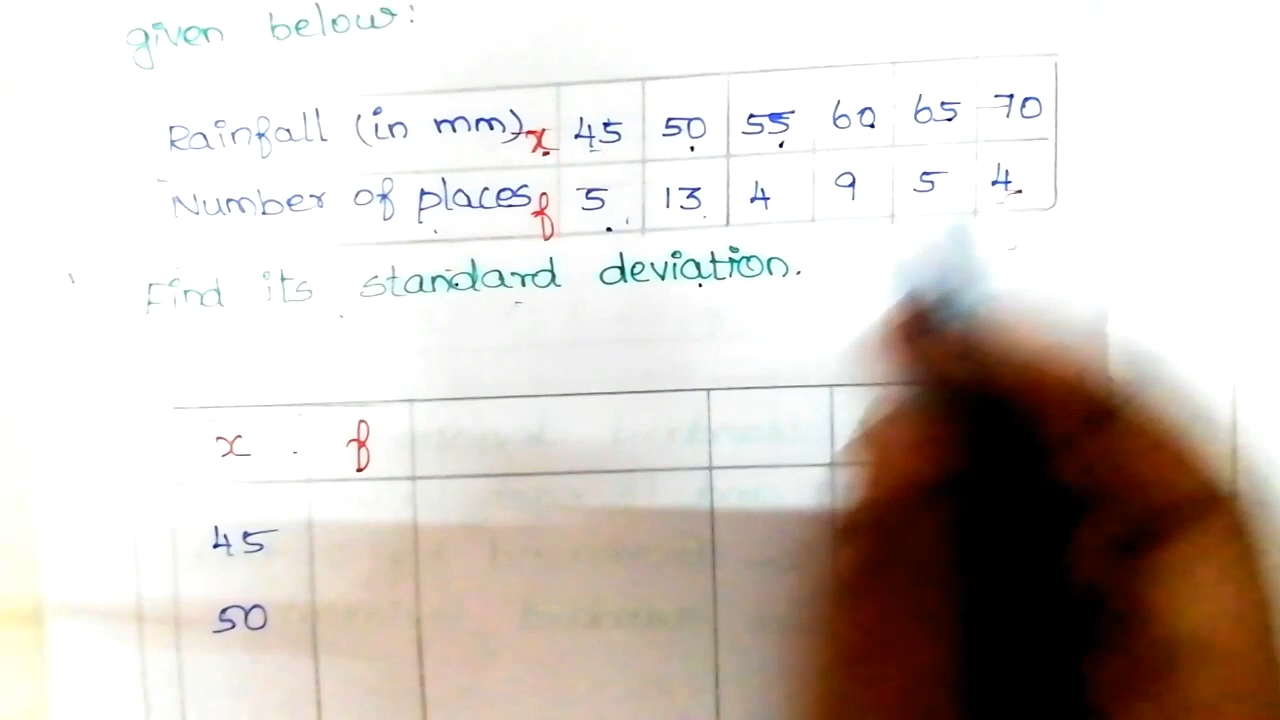 given below:
Rainfall (in mm) x 45 50 55 60 65 70
Number of places f 5 13 4 9 5 4
Find its standard deviation.
x f
45
50